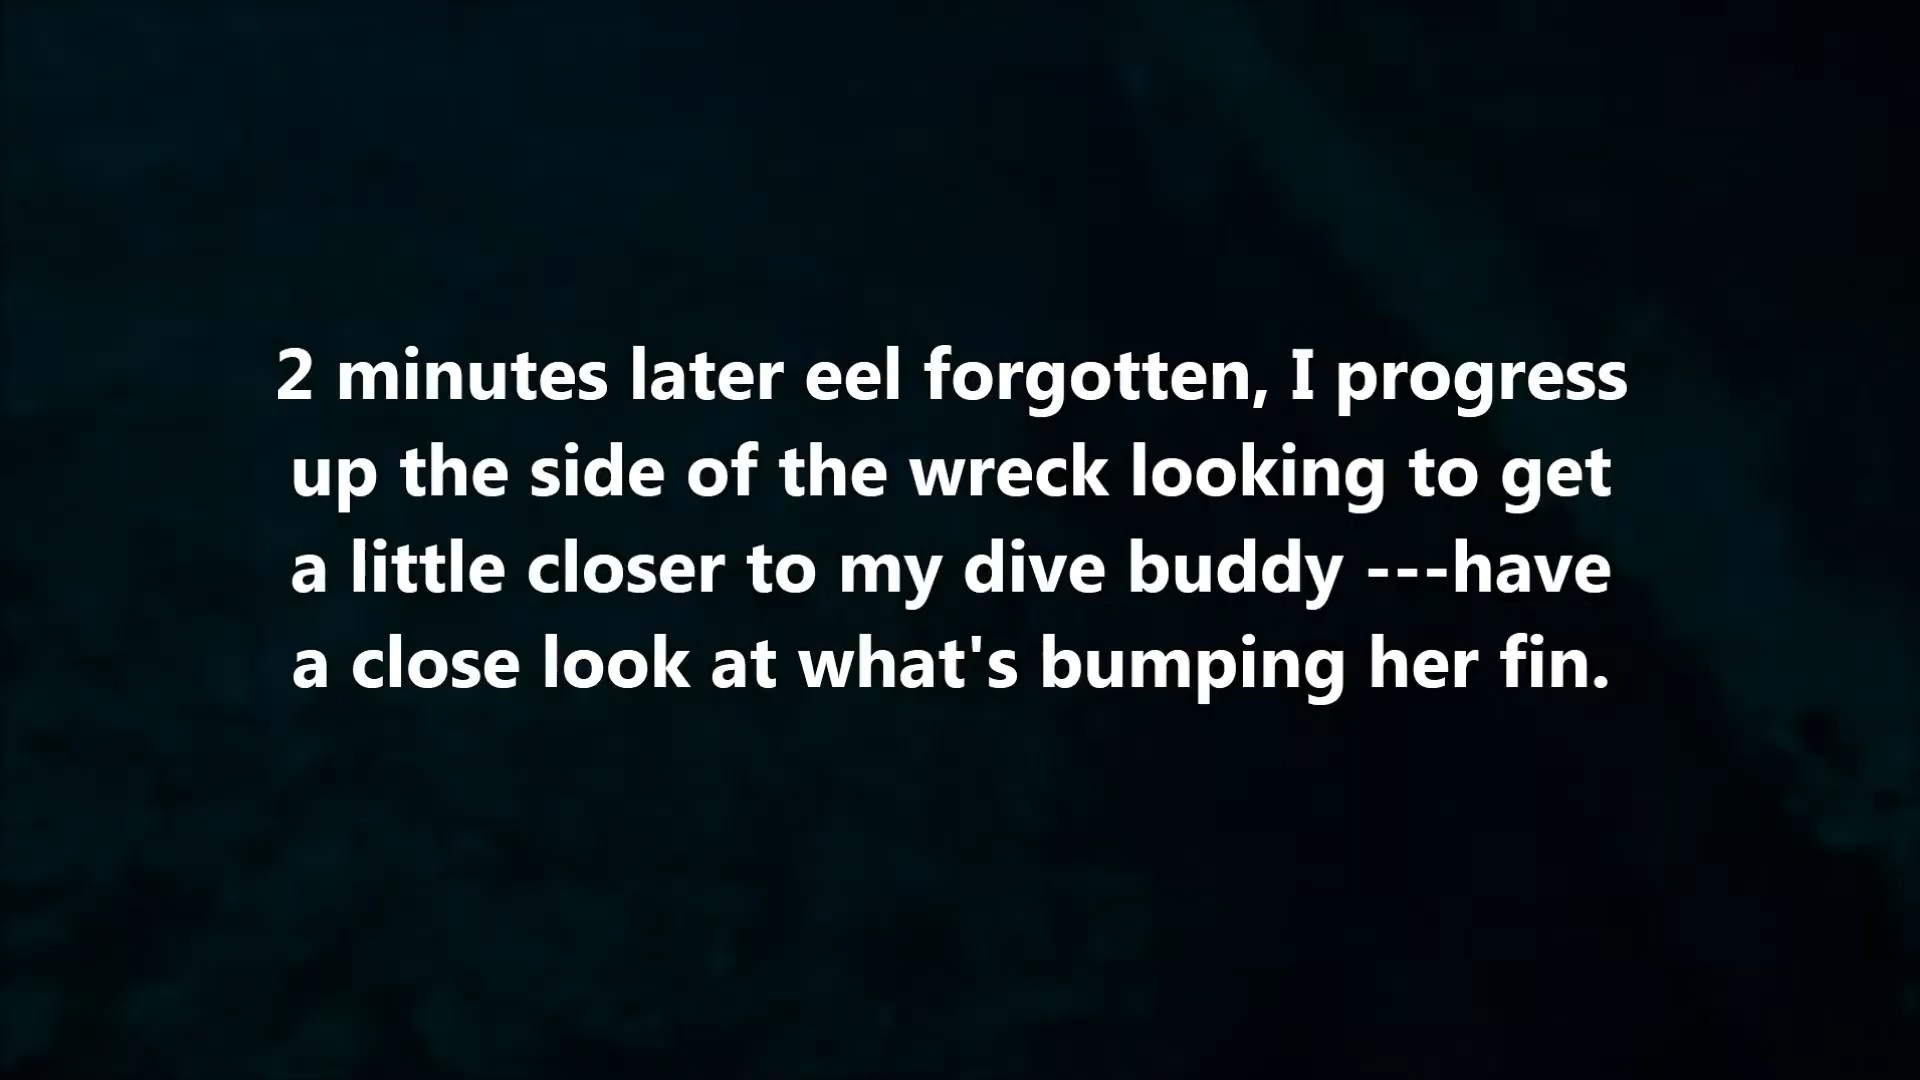 2 minutes later eel forgotten, I progress
up the side of the wreck looking to get
a little closer to my dive buddy ---have
a close look at what's bumping her fin.